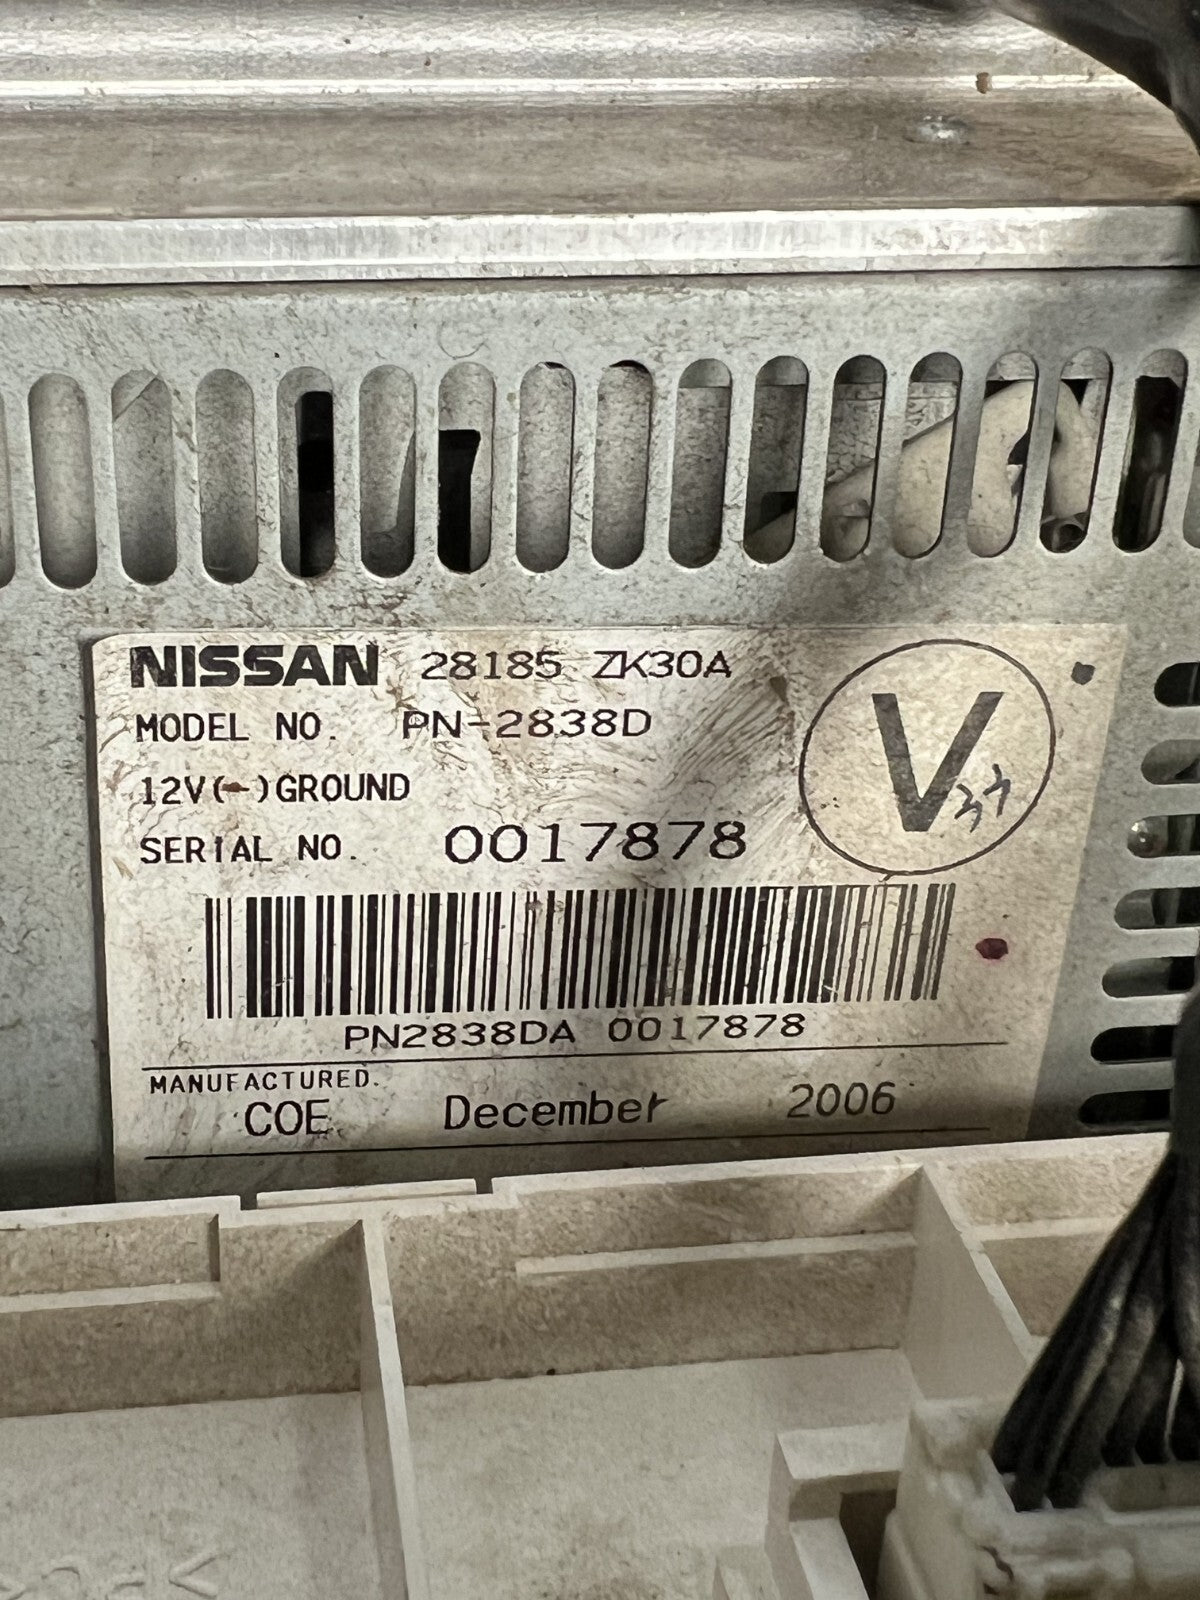 NISSAN 28185 ZK30A
MODEL NO. PN-2838D
12V(-)GROUND
SERIAL NO. 0017878
V
PN2838DA 0017878
MANUFACTURED.
COE December 2006